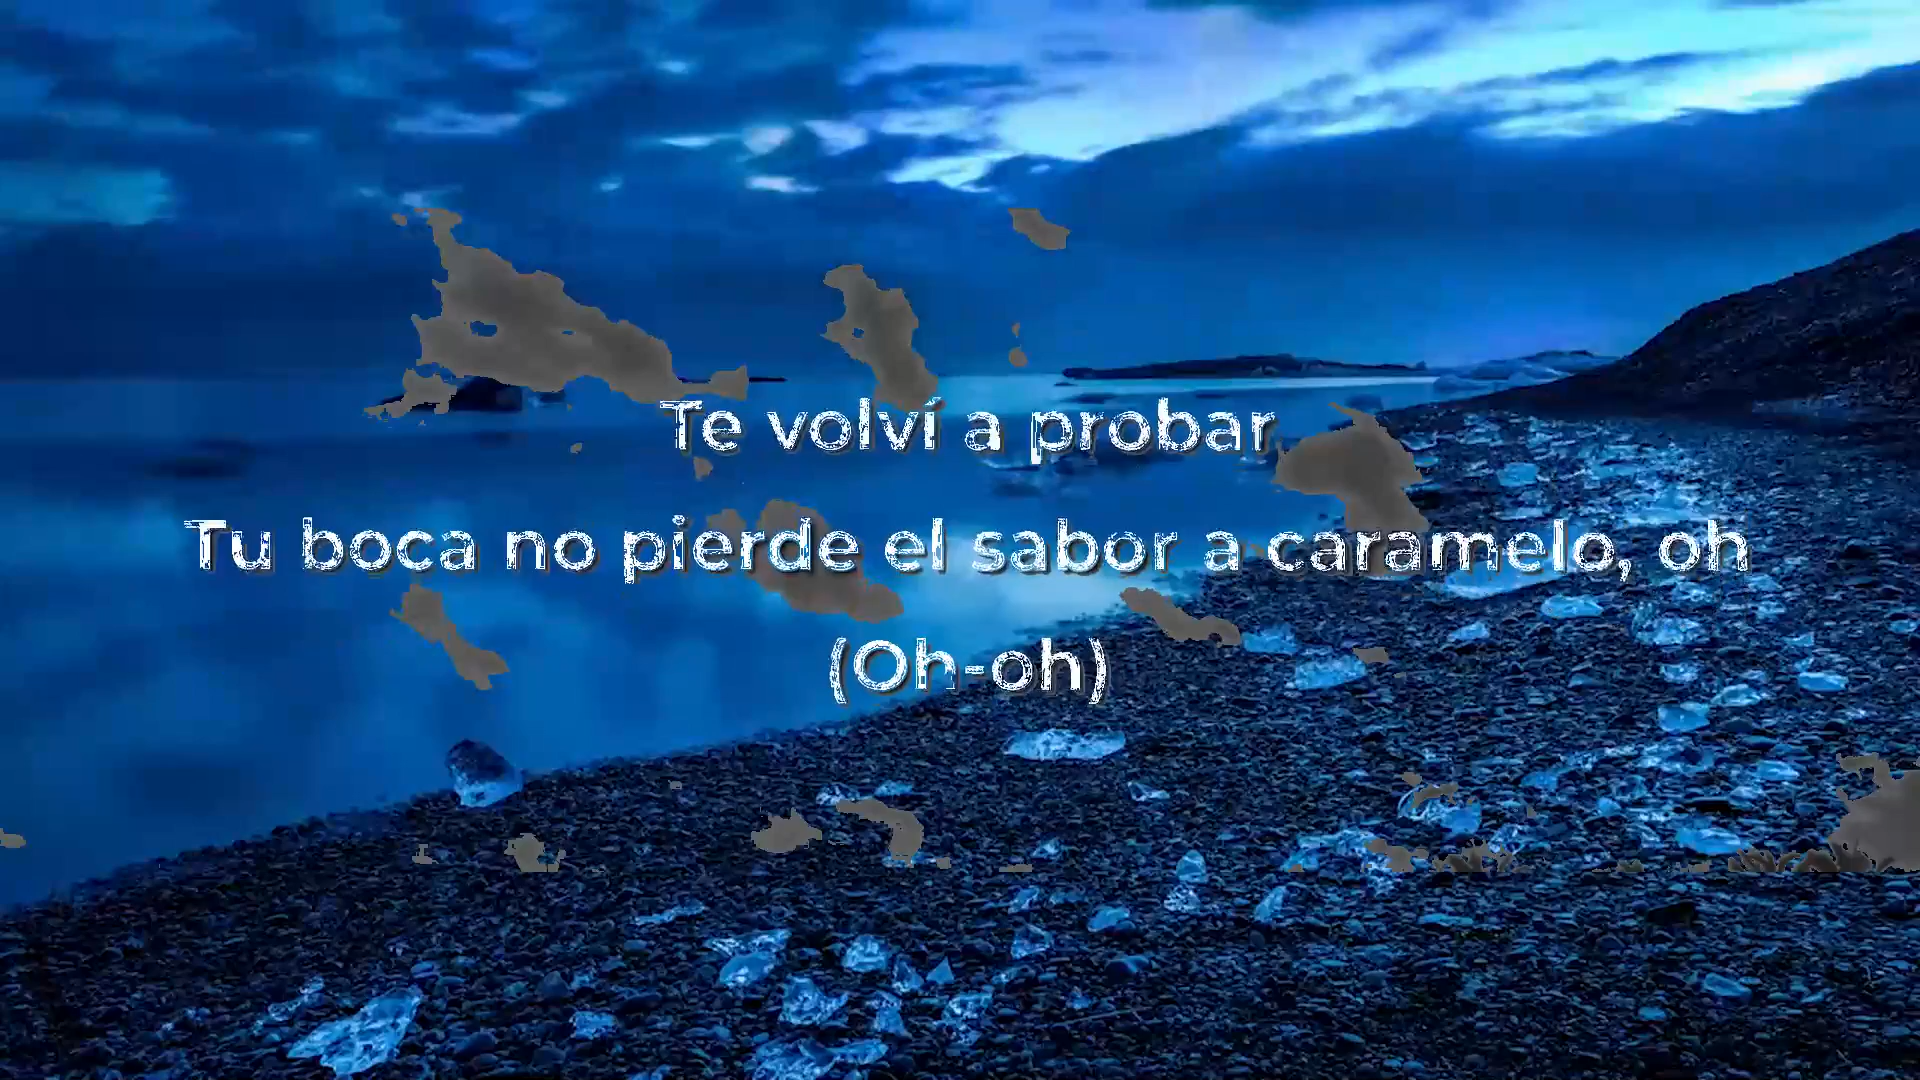 Te volví a probar
Tu boca no pierde el sabor a caramelo, oh
(Oh-oh)